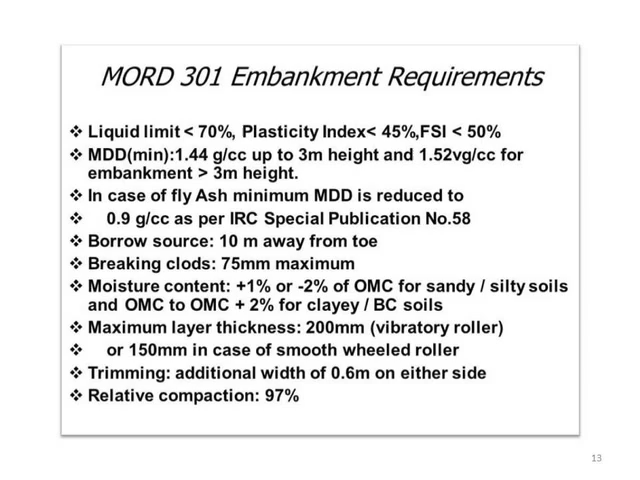 MORD 301 Embankment Requirements
❖ Liquid limit < 70%, Plasticity Index< 45%,FSI < 50%
❖ MDD(min):1.44 g/cc up to 3m height and 1.52vg/cc for
embankment > 3m height.
❖ In case of fly Ash minimum MDD is reduced to
❖ 0.9 g/cc as per IRC Special Publication No.58
❖ Borrow source: 10 m away from toe
❖ Breaking clods: 75mm maximum
❖ Moisture content: +1% or -2% of OMC for sandy / silty soils
and OMC to OMC + 2% for clayey / BC soils
❖ Maximum layer thickness: 200mm (vibratory roller)
❖ or 150mm in case of smooth wheeled roller
❖ Trimming: additional width of 0.6m on either side
❖ Relative compaction: 97%
13